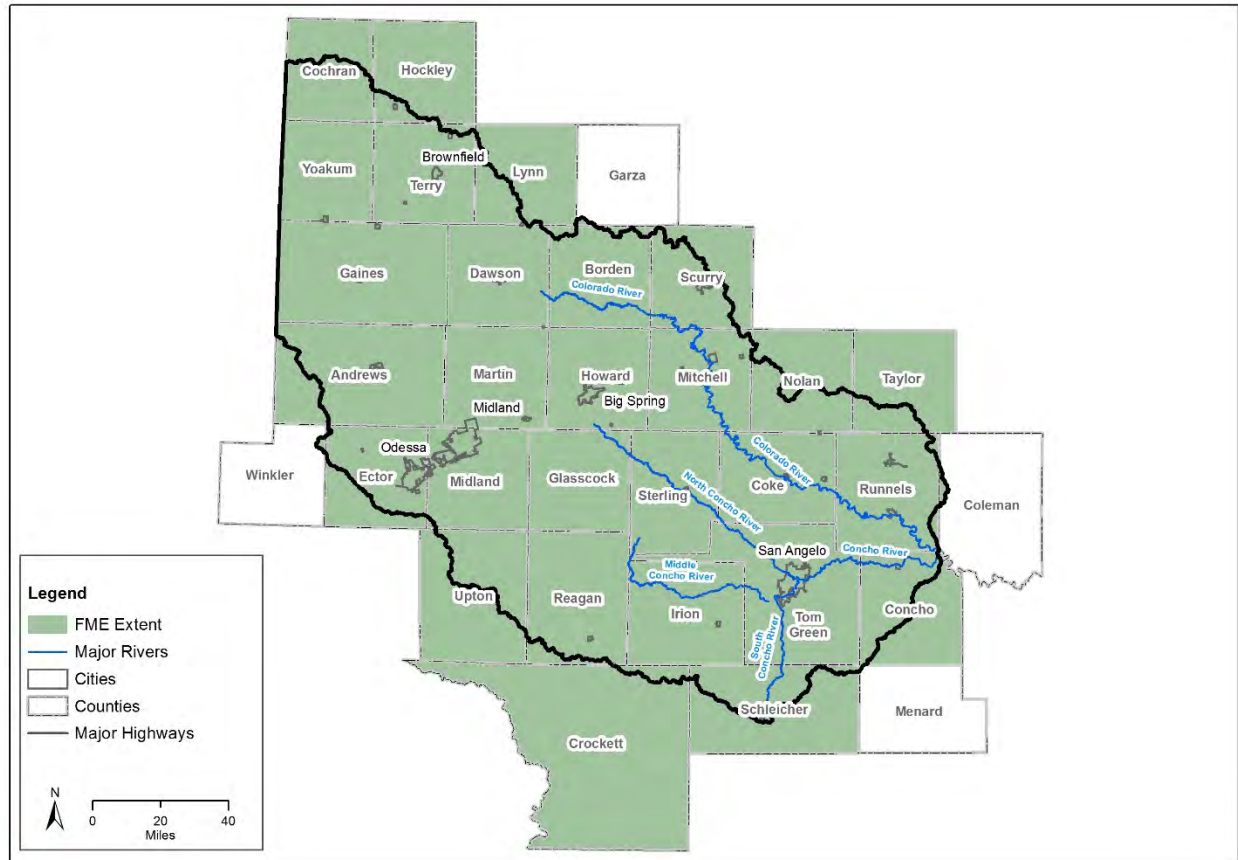 Cochran
Hockley
Brownfield
Yoakum
Terry
Lynn
Garza
Gaines
Dawson
Borden
Scurry
Colorado River
Andrews
Martin
Howard
Mitchell
Nolan
Taylor
Midland
Big Spring
Odessa
Winkler
Ector
Midland
Glasscock
Sterling
North Concho River
Coke
Colorado River
Runnels
Coleman
San Angelo
Concho River
Middle
Concho River
Upton
Reagan
Irion
Tom
Green
Concho
South
Concho River
Schleicher
Menard
Crockett
Legend
FME Extent
Major Rivers
Cities
Counties
Major Highways
N
0 20 40
Miles